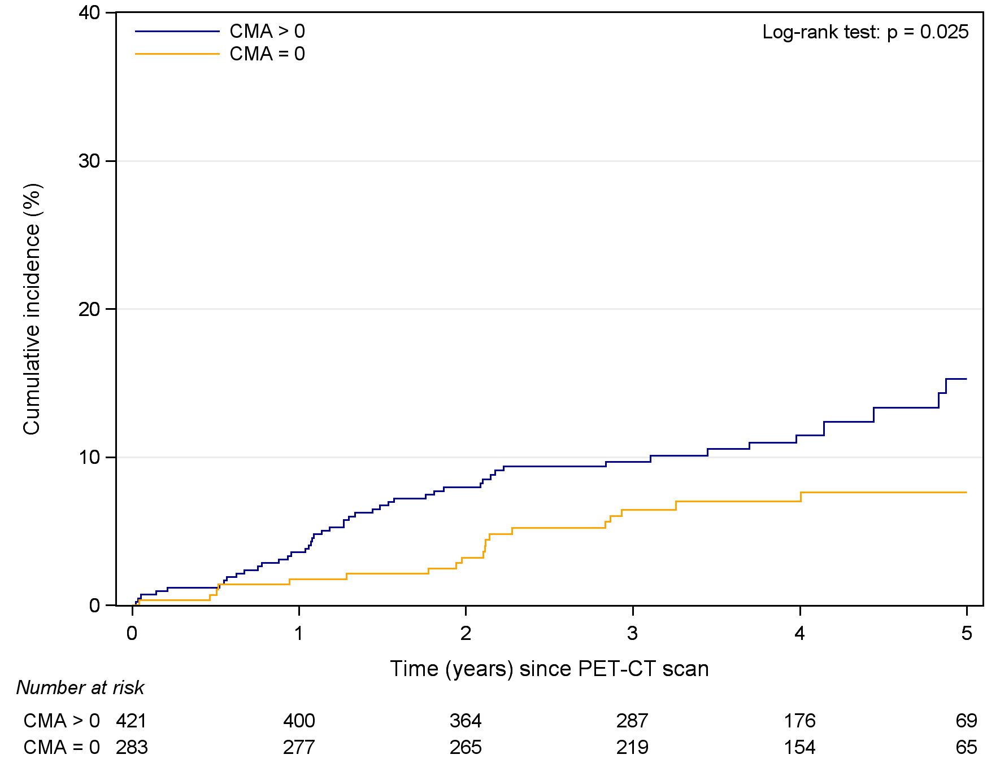 40
CMA > 0
Log-rank test: p = 0.025
CMA = 0
30
20
10
0
Cumulative incidence (%)
0 1 2 3 4 5
Time (years) since PET-CT scan
Number at risk
CMA > 0 421 400 364 287 176 69
CMA = 0 283 277 265 219 154 65